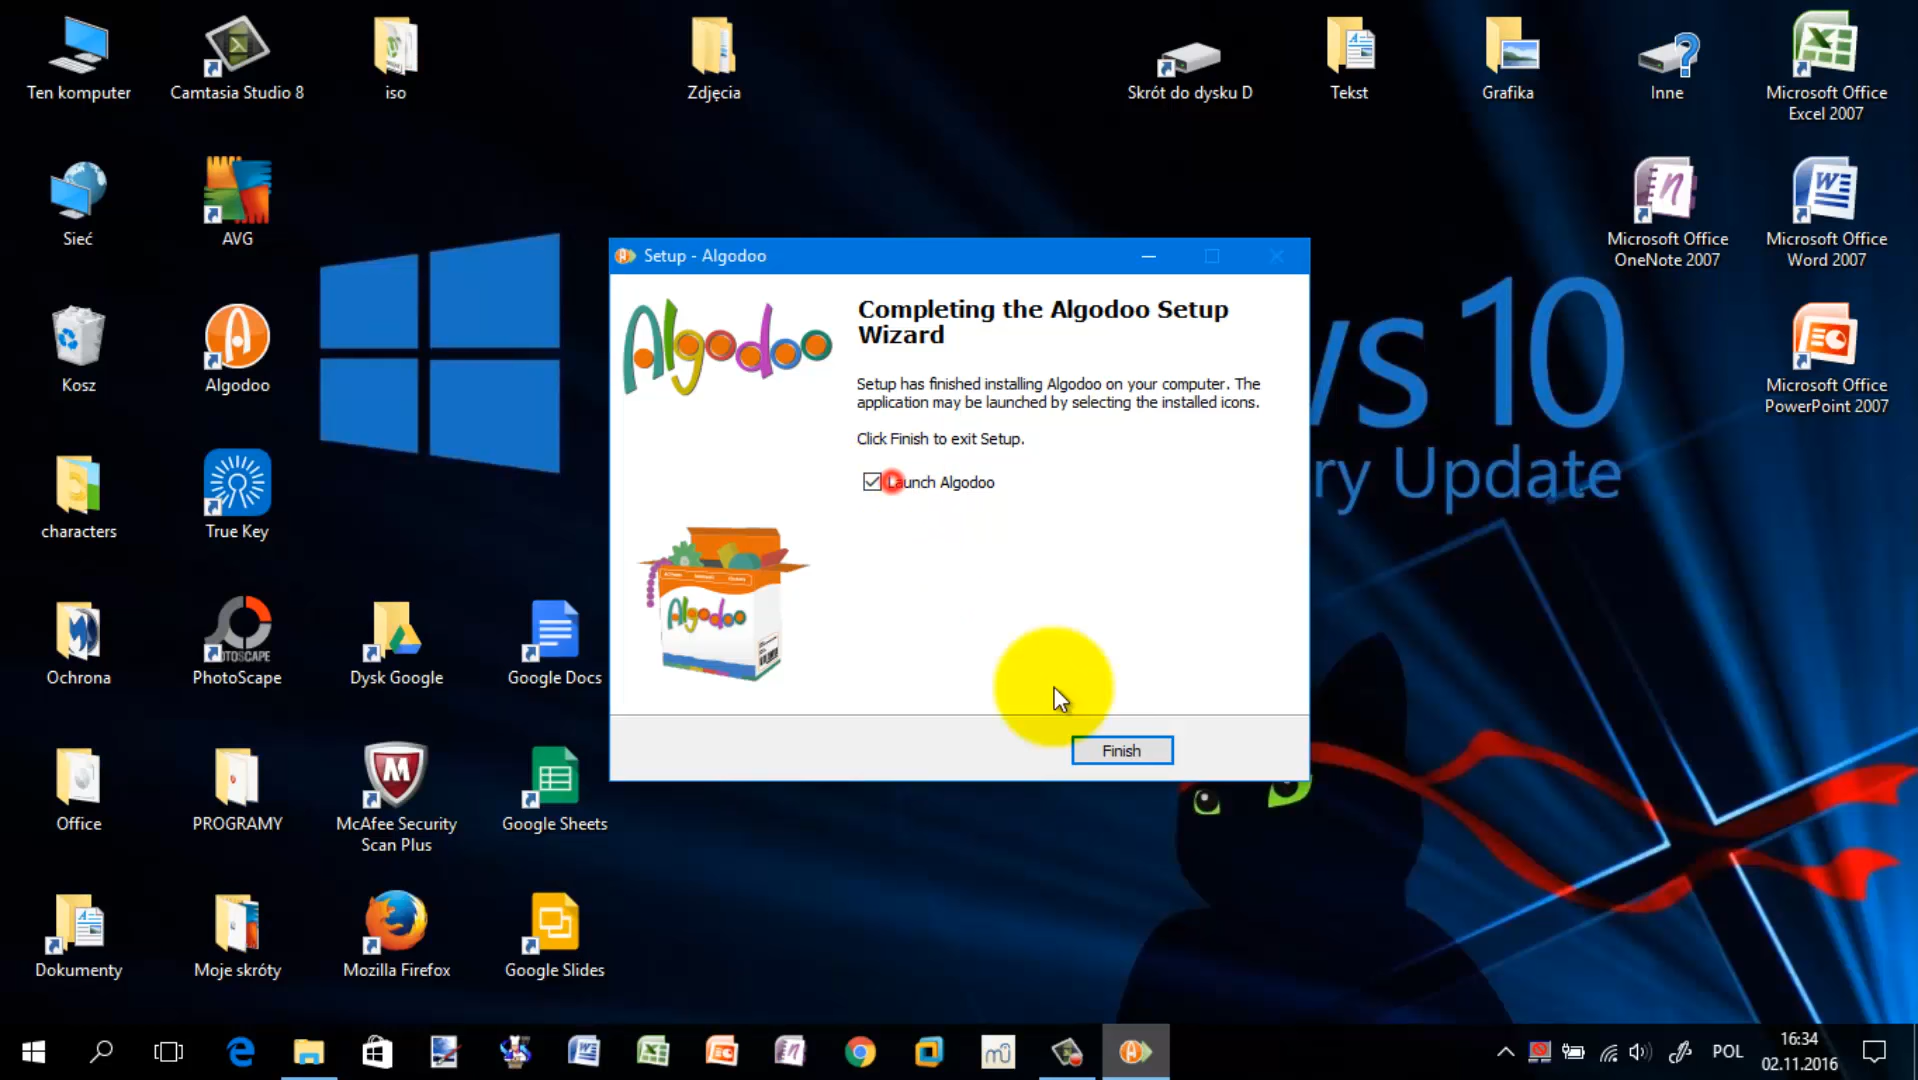 Ten komputer
Camtasia Studio 8
iso
Zdjęcia
Skrót do dysku D
Tekst
Grafika
Inne
Microsoft Office
Excel 2007
Sieć
AVG
Microsoft Office
OneNote 2007
Microsoft Office
Word 2007
Setup - Algodoo
Algodoo
Completing the Algodoo Setup
Wizard
Setup has finished installing Algodoo on your computer. The
application may be launched by selecting the installed icons.
Click Finish to exit Setup.
Launch Algodoo
Algodoo
Finish
ws 10
ry Update
Kosz
Algodoo
Microsoft Office
PowerPoint 2007
characters
True Key
Ochrona
PhotoScape
Dysk Google
Google Docs
Office
PROGRAMY
McAfee Security
Scan Plus
Google Sheets
Dokumenty
Moje skróty
Mozilla Firefox
Google Slides
POL
16:34
02.11.2016